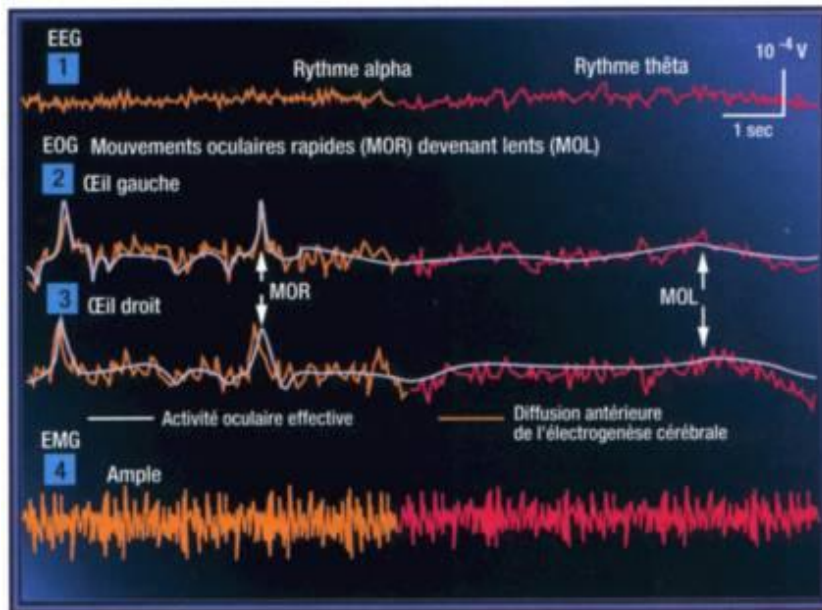 EEG
1
Rythme alpha
Rythme thêta
10 -4 V
1 sec
EOG Mouvements oculaires rapides (MOR) devenant lents (MOL)
2 Œil gauche
MOR
MOL
3 Œil droit
Activité oculaire effective
Diffusion antérieure
de l'électrogenèse cérébrale
EMG
4 Ample